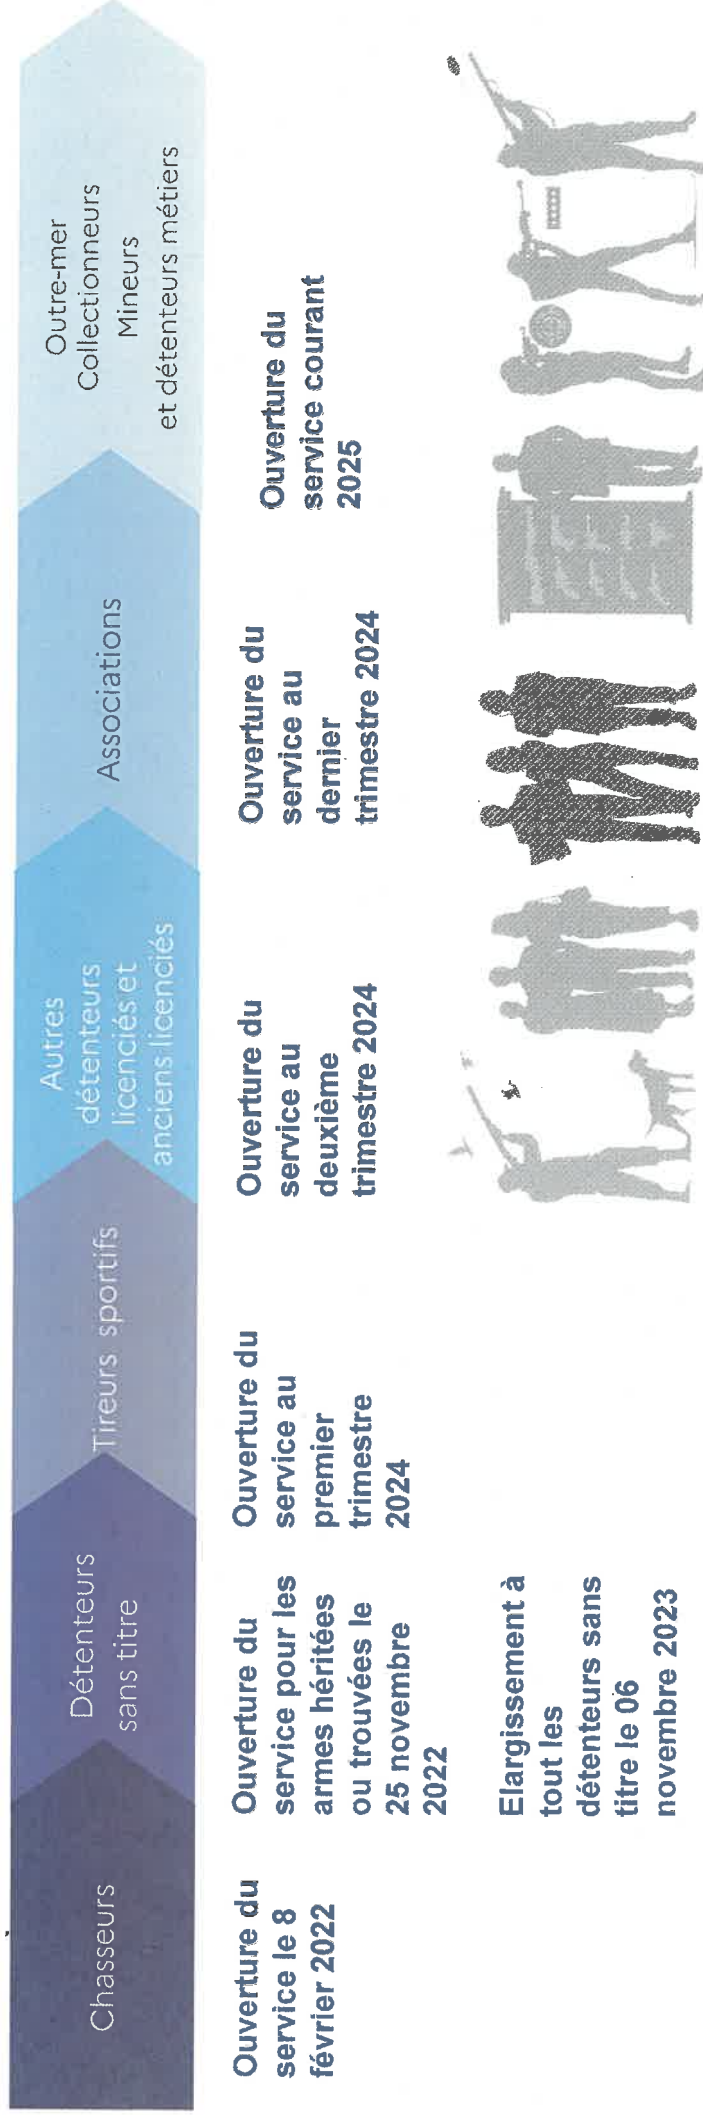 Chasseurs
Détenteurs
sans titre
Tireurs sportifs
Autres
détenteurs
licenciés et
anciens licenciés
Associations
Outre-mer
Collectionneurs
Mineurs
et détenteurs métiers
Ouverture du
service le 8
février 2022
Ouverture du
service pour les
armes héritées
ou trouvées le
25 novembre
2022
Elargissement à
tout les
détenteurs sans
titre le 06
novembre 2023
Ouverture du
service au
premier
trimestre
2024
Ouverture du
service au
deuxième
trimestre 2024
Ouverture du
service au
dernier
trimestre 2024
Ouverture du
service courant
2025